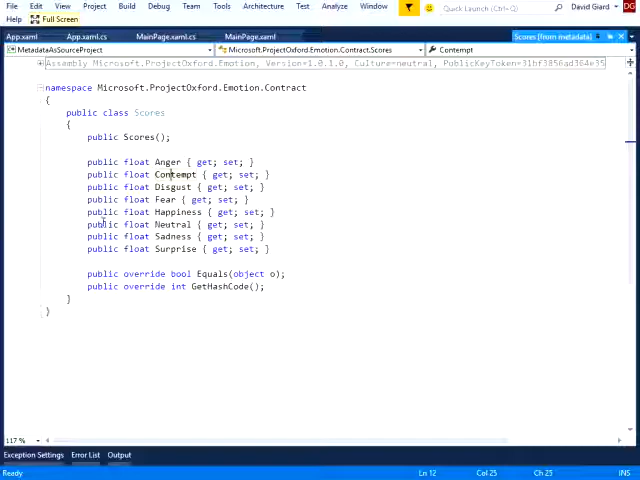 File Edit View Project Build Debug Team Tools Architecture Test Analyze Window Quick Launch (Ctrl+Q) David Giard DG
Help Full Screen
App.xaml App.xaml.cs MainPage.xaml.cs MainPage.xaml Scores [from metadata]
MetadataAsSourceProject Microsoft.ProjectOxford.Emotion.Contract.Scores Contempt
Assembly Microsoft.ProjectOxford.Emotion, Version=1.0.1.0, Culture=neutral, PublicKeyToken=31bf3856ad364e35
namespace Microsoft.ProjectOxford.Emotion.Contract
{
public class Scores
{
public Scores();
public float Anger { get; set; }
public float Contempt { get; set; }
public float Disgust { get; set; }
public float Fear { get; set; }
public float Happiness { get; set; }
public float Neutral { get; set; }
public float Sadness { get; set; }
public float Surprise { get; set; }
public override bool Equals(object o);
public override int GetHashCode();
}
}
117 %
Exception Settings Error List Output
Ready Ln 12 Col 25 Ch 25 INS